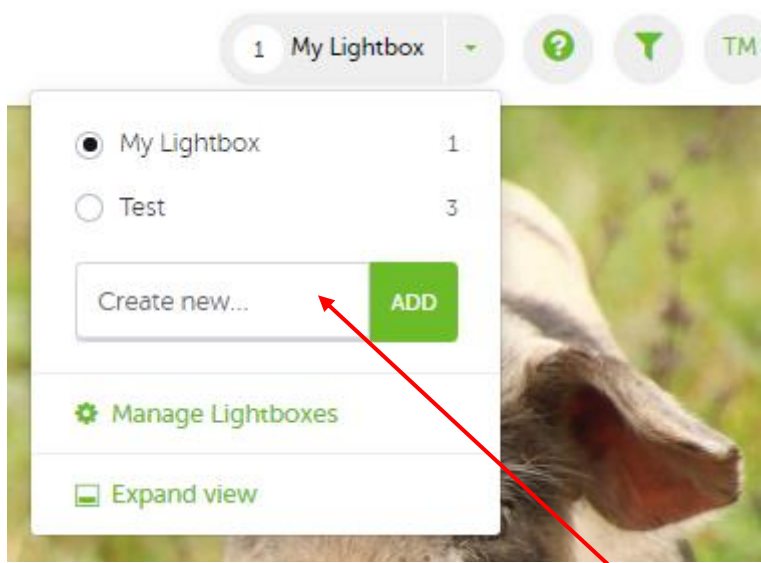 1 My Lightbox
? TM
My Lightbox 1
Test 3
Create new... ADD
Manage Lightboxes
Expand view